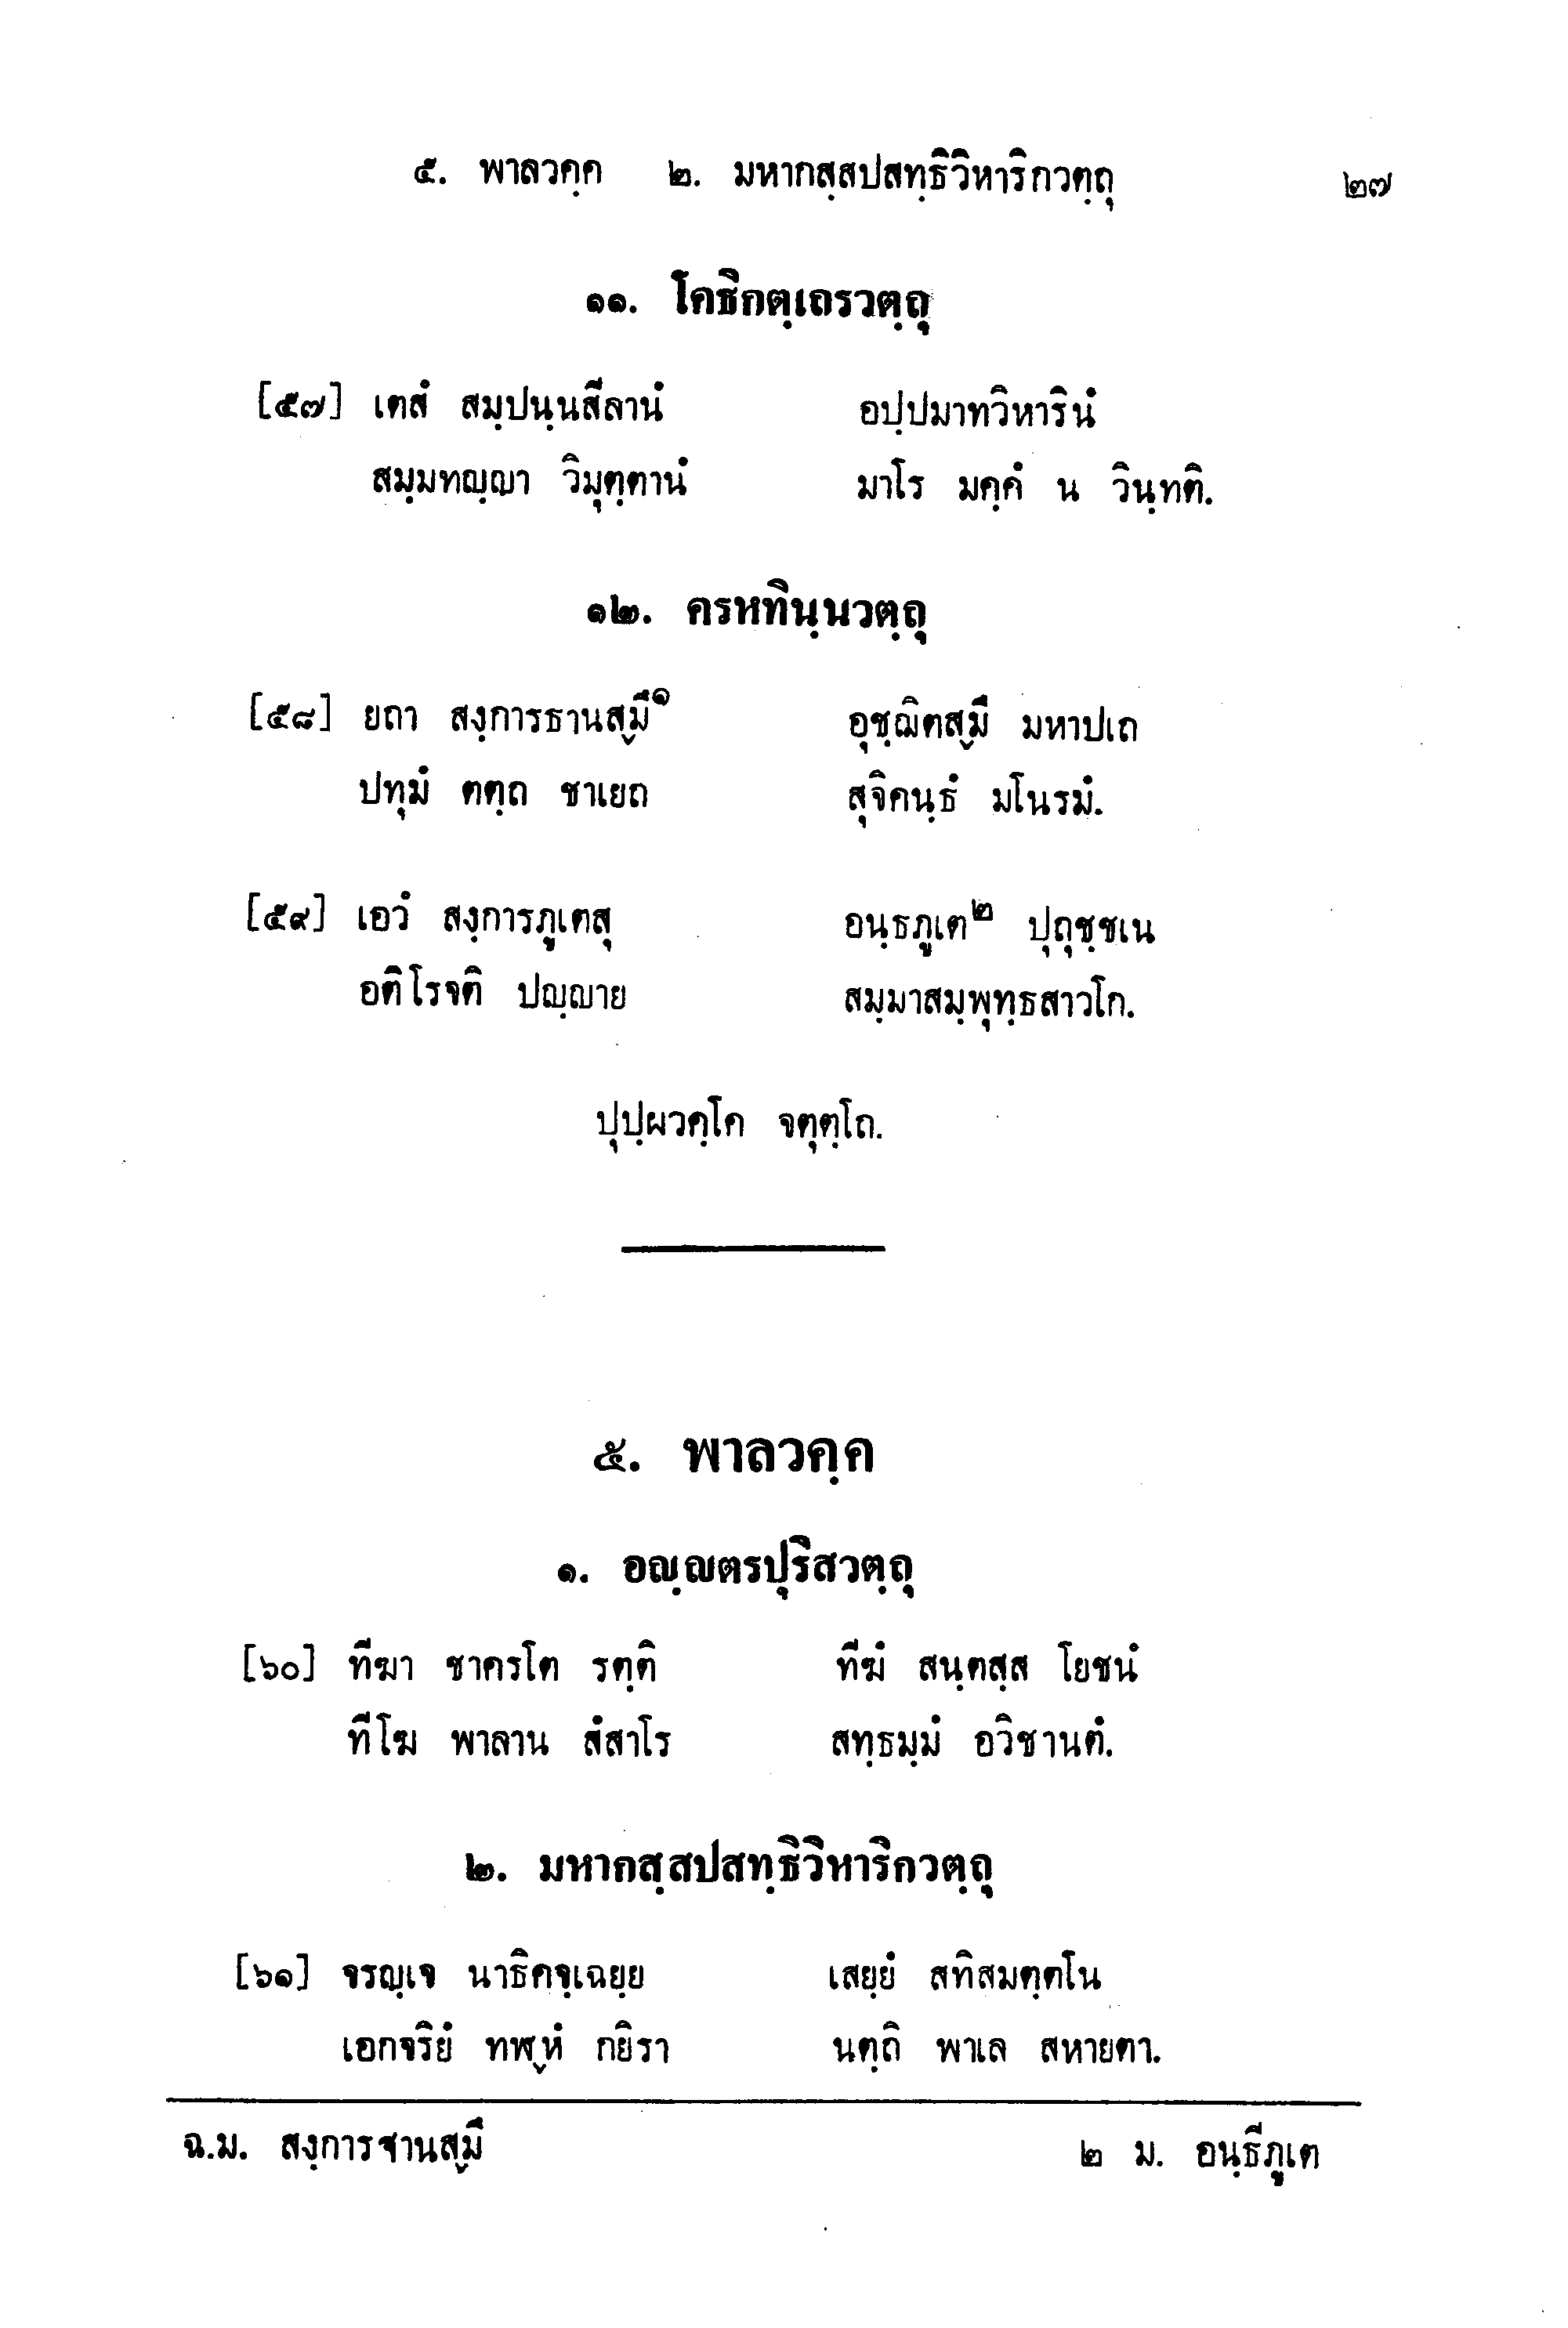 ๕. พาลวคฺค ๒. มหากสฺสปสทฺธิวิหาริกวตฺถุ ๒๗
๑๑. โคธิกตฺเถรวตฺถุ
[๕๗] เตสํ สมฺปนฺนสีลานํ อปฺปมาทวิหารินํ
สมฺมทญฺญา วิมุตฺตานํ มาโร มคฺคํ น วินฺทติ.
๑๒. ครหทินฺนวตฺถุ
[๕๘] ยถา สงฺการธานสฺมึ๑ อุชฺฌิตสฺมึ มหาปเถ
ปทุมํ ตตฺถ ชาเยถ สุจิคนฺธํ มโนรมํ.
[๕๙] เอวํ สงฺการภูเตสุ อนฺธภูเต๒ ปุถุชฺชเน
อติโรจติ ปญฺญาย สมฺมาสมฺพุทฺธสาวโก.
ปุปฺผวคฺโค จตุตฺโถ.
๕. พาลวคฺค
๑. อญฺญตรปุริสวตฺถุ
[๖๐] ทีฆา ชาครโต รตฺติ ทีฆํ สนฺตสฺส โยชนํ
ทีโฆ พาลาน สํสาโร สทฺธมฺมํ อวิชานตํ.
๒. มหากสฺสปสทฺธิวิหาริกวตฺถุ
[๖๑] จรญฺเจ นาธิคจฺเฉยฺย เสยฺยํ สทิสมตฺตโน
เอกจริยํ ทฬฺหํ กยิรา นตฺถิ พาเล สหายตา.
ฉ.ม. สงฺการฐานสฺมึ ๒ ม. อนฺธีภูเต